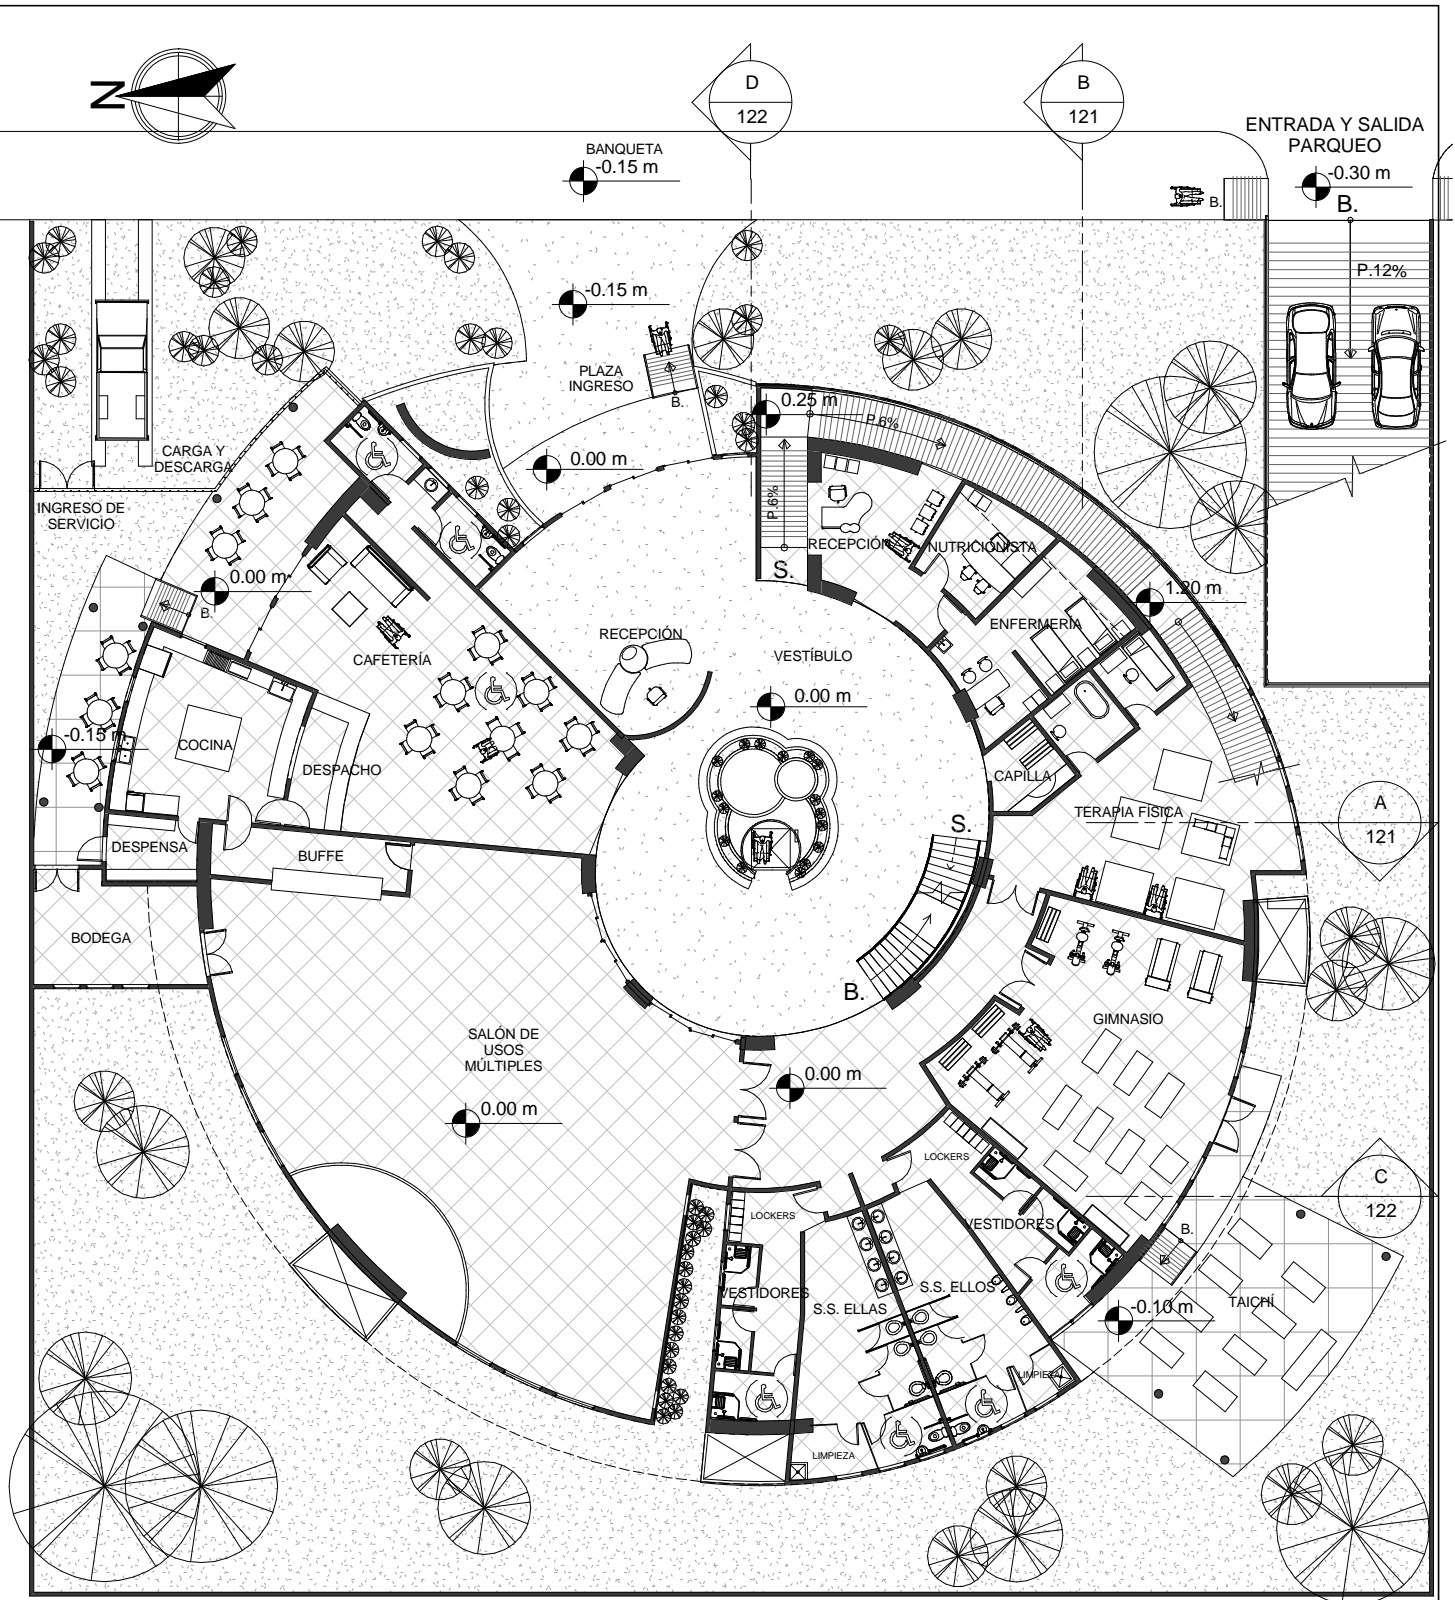 N
D
122
B
121
ENTRADA Y SALIDA
PARQUEO
-0.30 m
B.
BANQUETA
-0.15 m
B.
P.12%
-0.15 m
PLAZA
INGRESO
B.
0.25 m
P.6%
CARGA Y
DESCARGA
0.00 m
P.6%
INGRESO DE
SERVICIO
RECEPCIÓN
NUTRICIONISTA
S.
0.00 m
B.
1.20 m
ENFERMERÍA
RECEPCIÓN
VESTÍBULO
CAFETERÍA
0.00 m
-0.15 m
COCINA
DESPACHO
CAPILLA
TERAPIA FÍSICA
A
121
S.
DESPENSA
BUFFE
BODEGA
B.
GIMNASIO
SALÓN DE
USOS
MÚLTIPLES
0.00 m
0.00 m
LOCKERS
C
122
LOCKERS
VESTIDORES
B.
VESTIDORES
S.S. ELLAS
S.S. ELLOS
TAICHÍ
-0.10 m
LIMPIEZA
LIMPIEZA